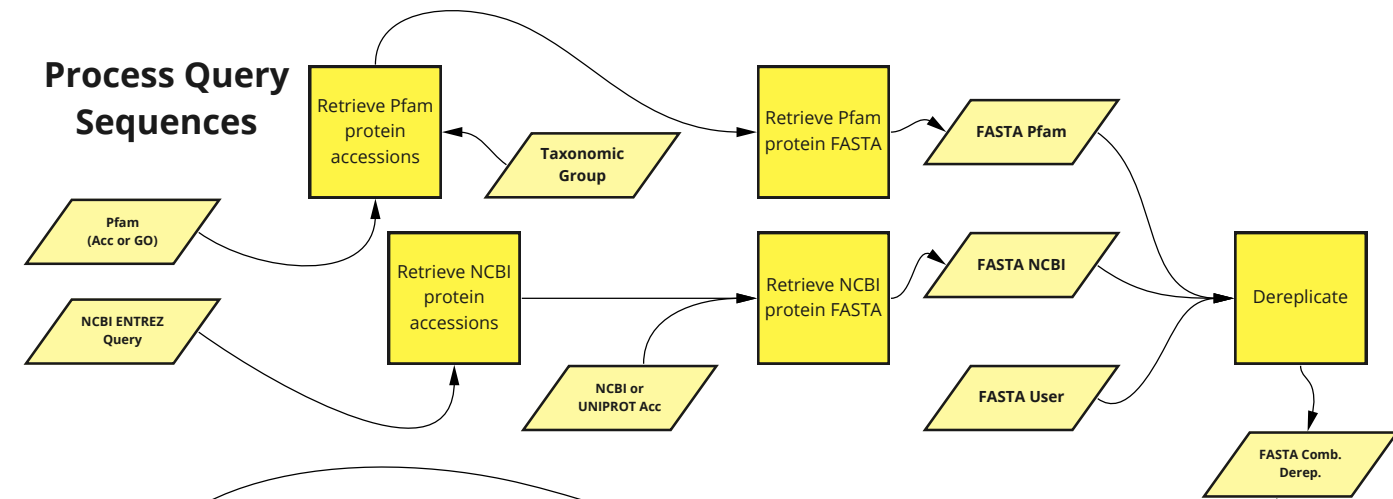 Process Query
Sequences
Retrieve Pfam
protein
accessions
Taxonomic
Group
Retrieve Pfam
protein FASTA
FASTA Pfam
Pfam
(Acc or GO)
NCBI ENTREZ
Query
Retrieve NCBI
protein
accessions
NCBI or
UNIPROT Acc
Retrieve NCBI
protein FASTA
FASTA NCBI
FASTA User
Dereplicate
FASTA Comb.
Derep.